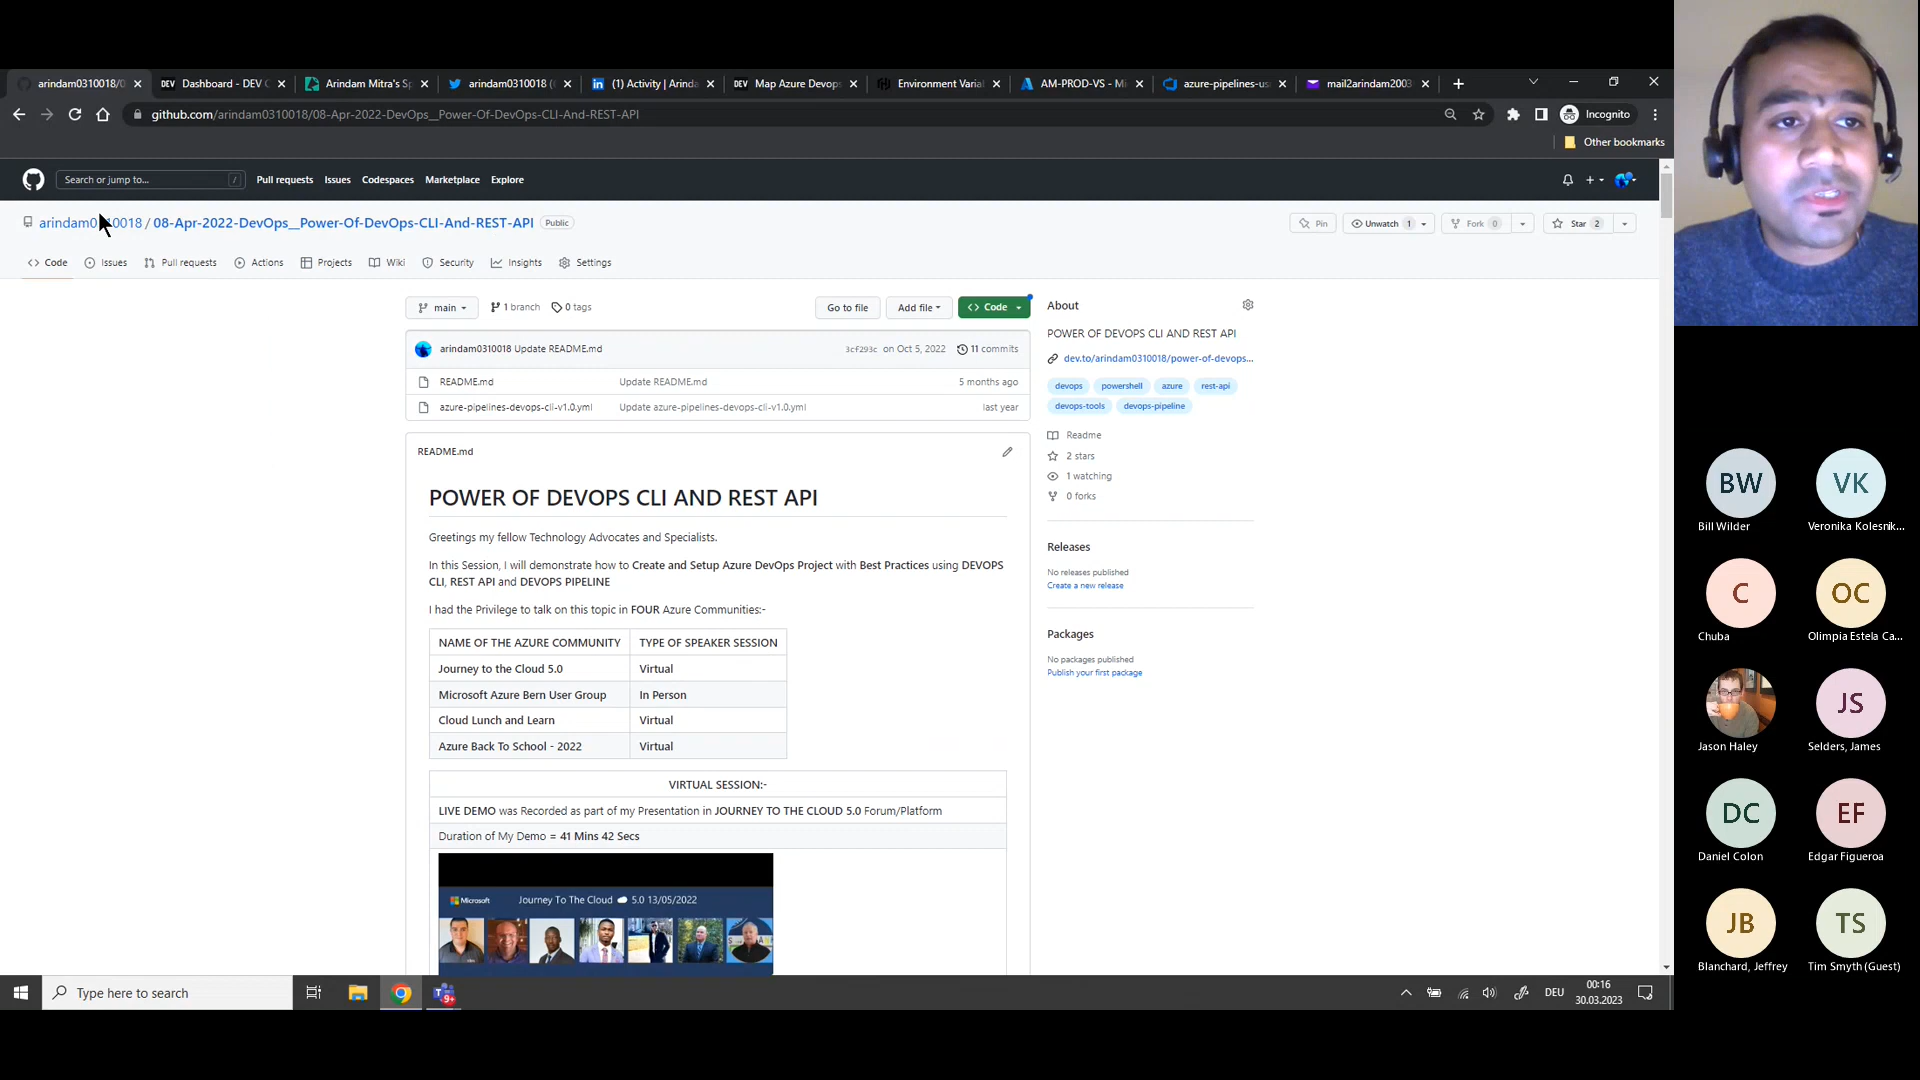 arindam0310018/0
Dashboard - DEV C
Arindam Mitra's Sp
arindam0310018 (
(1) Activity | Arinda
Map Azure Devops
Environment Varia
AM-PROD-VS - Mi
azure-pipelines-us
mail2arindam2003
github.com/arindam0310018/08-Apr-2022-DevOps__Power-Of-DevOps-CLI-And-REST-API
Incognito
Other bookmarks
Search or jump to...
/
Pull requests
Issues
Codespaces
Marketplace
Explore
arindam0310018 / 08-Apr-2022-DevOps__Power-Of-DevOps-CLI-And-REST-API
Public
Pin
Unwatch 1
Fork 0
Star 2
Code
Issues
Pull requests
Actions
Projects
Wiki
Security
Insights
Settings
main
1 branch
0 tags
Go to file
Add file
Code
arindam0310018 Update README.md
3cf293c on Oct 5, 2022
11 commits
README.md
Update README.md
5 months ago
azure-pipelines-devops-cli-v1.0.yml
Update azure-pipelines-devops-cli-v1.0.yml
last year
README.md
POWER OF DEVOPS CLI AND REST API
Greetings my fellow Technology Advocates and Specialists.
In this Session, I will demonstrate how to Create and Setup Azure DevOps Project with Best Practices using DEVOPS
CLI, REST API and DEVOPS PIPELINE
I had the Privilege to talk on this topic in FOUR Azure Communities:-
NAME OF THE AZURE COMMUNITY
TYPE OF SPEAKER SESSION
Journey to the Cloud 5.0
Virtual
Microsoft Azure Bern User Group
In Person
Cloud Lunch and Learn
Virtual
Azure Back To School - 2022
Virtual
VIRTUAL SESSION:-
LIVE DEMO was Recorded as part of my Presentation in JOURNEY TO THE CLOUD 5.0 Forum/Platform
Duration of My Demo = 41 Mins 42 Secs
Microsoft
Journey To The Cloud 5.0 13/05/2022
About
POWER OF DEVOPS CLI AND REST API
dev.to/arindam0310018/power-of-devops...
devops
powershell
azure
rest-api
devops-tools
devops-pipeline
Readme
2 stars
1 watching
0 forks
Releases
No releases published
Create a new release
Packages
No packages published
Publish your first package
BW
Bill Wilder
VK
Veronika Kolesnik...
C
Chuba
OC
Olimpia Estela Ca...
Jason Haley
JS
Selders, James
DC
Daniel Colon
EF
Edgar Figueroa
JB
Blanchard, Jeffrey
TS
Tim Smyth (Guest)
Type here to search
9+
DEU
00:16
30.03.2023